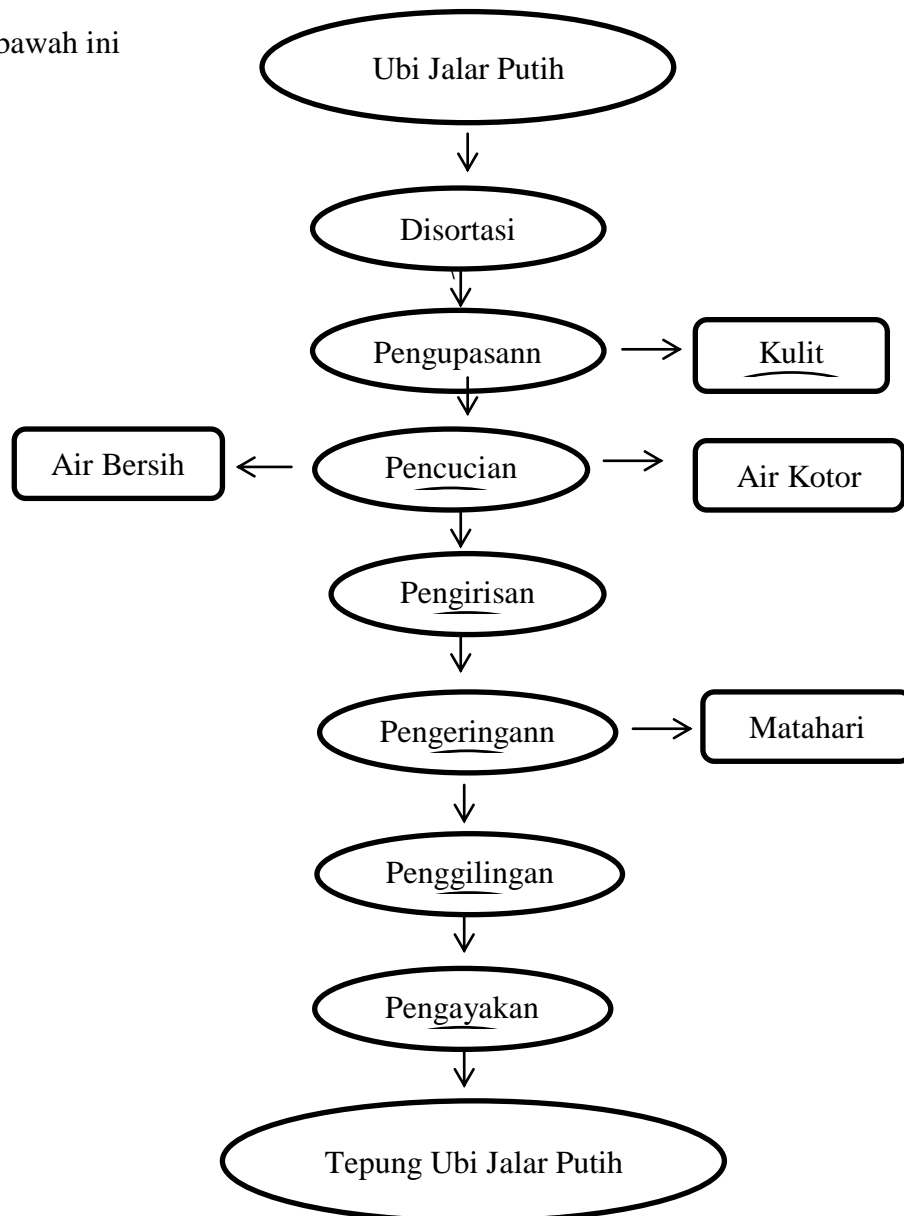 bawah ini
Ubi Jalar Putih
Disortasi
Pengupasann
Kulit
Air Bersih
Pencucian
Air Kotor
Pengirisan
Pengeringann
Matahari
Penggilingan
Pengayakan
Tepung Ubi Jalar Putih